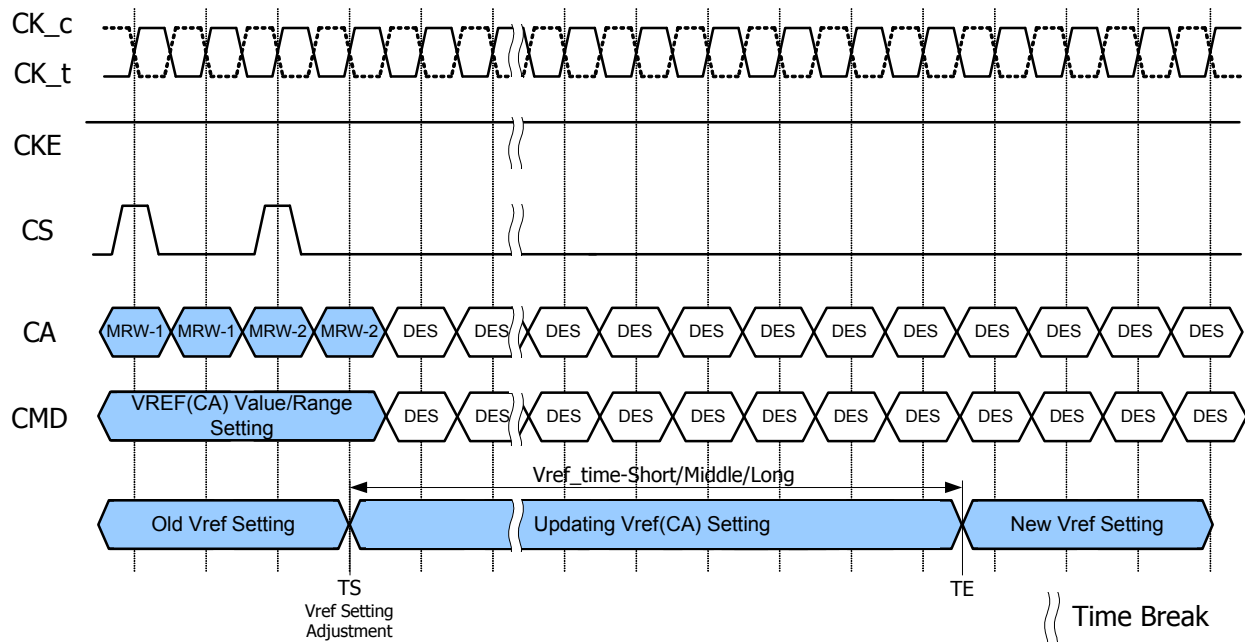 CK_c
CK_t
CKE
CS
CA MRW-1 MRW-1 MRW-2 MRW-2 DES DES DES DES DES DES DES DES DES DES DES DES
CMD VREF(CA) Value/Range Setting DES DES DES DES DES DES DES DES DES DES DES DES
Vref_time-Short/Middle/Long
Old Vref Setting Updating Vref(CA) Setting New Vref Setting
TS TE
Vref Setting
Adjustment
Time Break